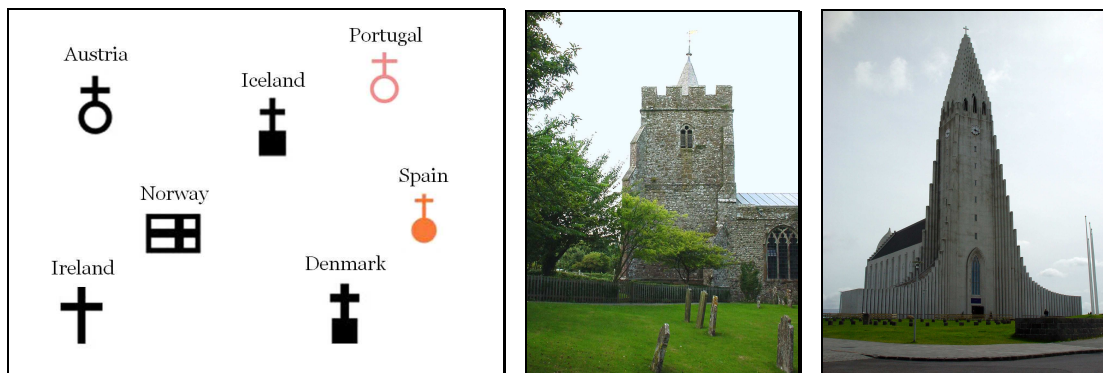 Austria
Iceland
Portugal
Norway
Spain
Ireland
Denmark